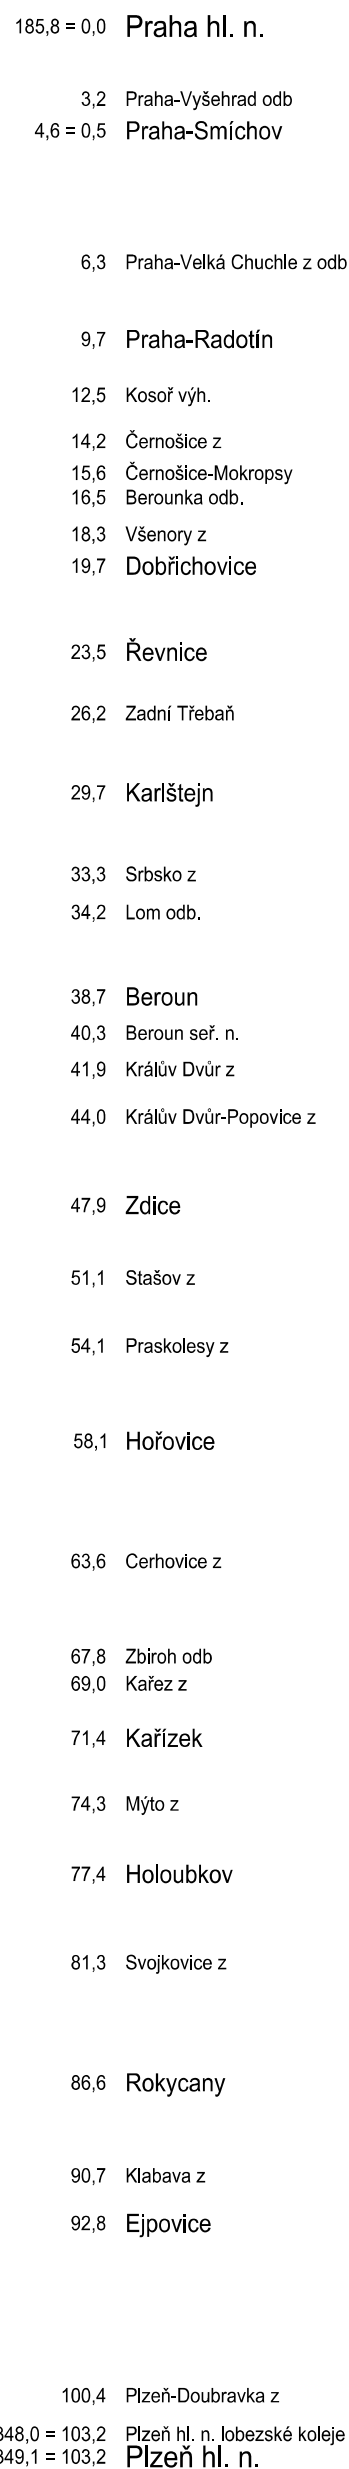 185,8 = 0,0 Praha hl. n.
3,2 Praha-Vyšehrad odb
4,6 = 0,5 Praha-Smíchov
6,3 Praha-Velká Chuchle z odb
9,7 Praha-Radotín
12,5 Kosoř výh.
14,2 Černošice z
15,6 Černošice-Mokropsy
16,5 Berounka odb.
18,3 Všenory z
19,7 Dobřichovice
23,5 Řevnice
26,2 Zadní Třebaň
29,7 Karlštejn
33,3 Srbsko z
34,2 Lom odb.
38,7 Beroun
40,3 Beroun seř. n.
41,9 Králův Dvůr z
44,0 Králův Dvůr-Popovice z
47,9 Zdice
51,1 Stašov z
54,1 Praskolesy z
58,1 Hořovice
63,6 Cerhovice z
67,8 Zbiroh odb
69,0 Kařez z
71,4 Kařízek
74,3 Mýto z
77,4 Holoubkov
81,3 Svojkovice z
86,6 Rokycany
90,7 Klabava z
92,8 Ejpovice
100,4 Plzeň-Doubravka z
348,0 = 103,2 Plzeň hl. n. lobezské koleje
349,1 = 103,2 Plzeň hl. n.